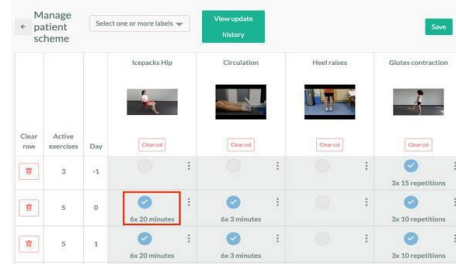 ← Manage patient scheme
Select one or more labels
View update history
Save
Icepacks Hip Circulation Heel raises Glutes contraction
Clear row Active exercises Day Clear col Clear col Clear col Clear col
3 -1
3x 15 repetitions
5 0
6x 20 minutes 6x 3 minutes 3x 10 repetitions
5 1
6x 20 minutes 6x 3 minutes 3x 10 repetitions